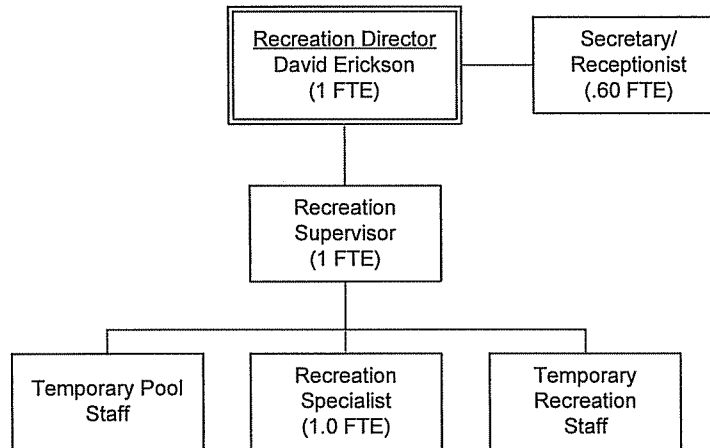 Recreation Director
David Erickson
(1 FTE)
Secretary/
Receptionist
(.60 FTE)
Recreation
Supervisor
(1 FTE)
Temporary Pool
Staff
Recreation
Specialist
(1.0 FTE)
Temporary
Recreation
Staff